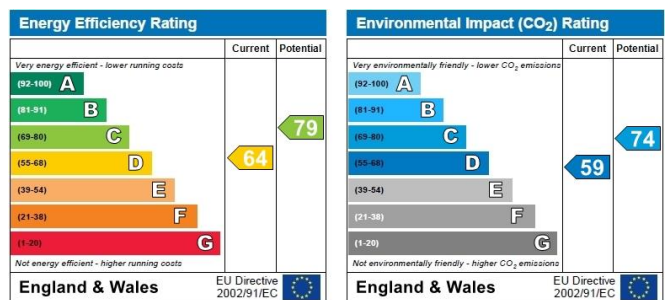 Energy Efficiency Rating
Current Potential
Very energy efficient - lower running costs
(92-100) A
(81-91) B
(69-80) C
(55-68) D
(39-54) E
(21-38) F
(1-20) G
64
79
Not energy efficient - higher running costs
England & Wales
EU Directive
2002/91/EC
Environmental Impact (CO₂) Rating
Current Potential
Very environmentally friendly - lower CO₂ emissions
(92-100) A
(81-91) B
(69-80) C
(55-68) D
(39-54) E
(21-38) F
(1-20) G
59
74
Not environmentally friendly - higher CO₂ emissions
England & Wales
EU Directive
2002/91/EC